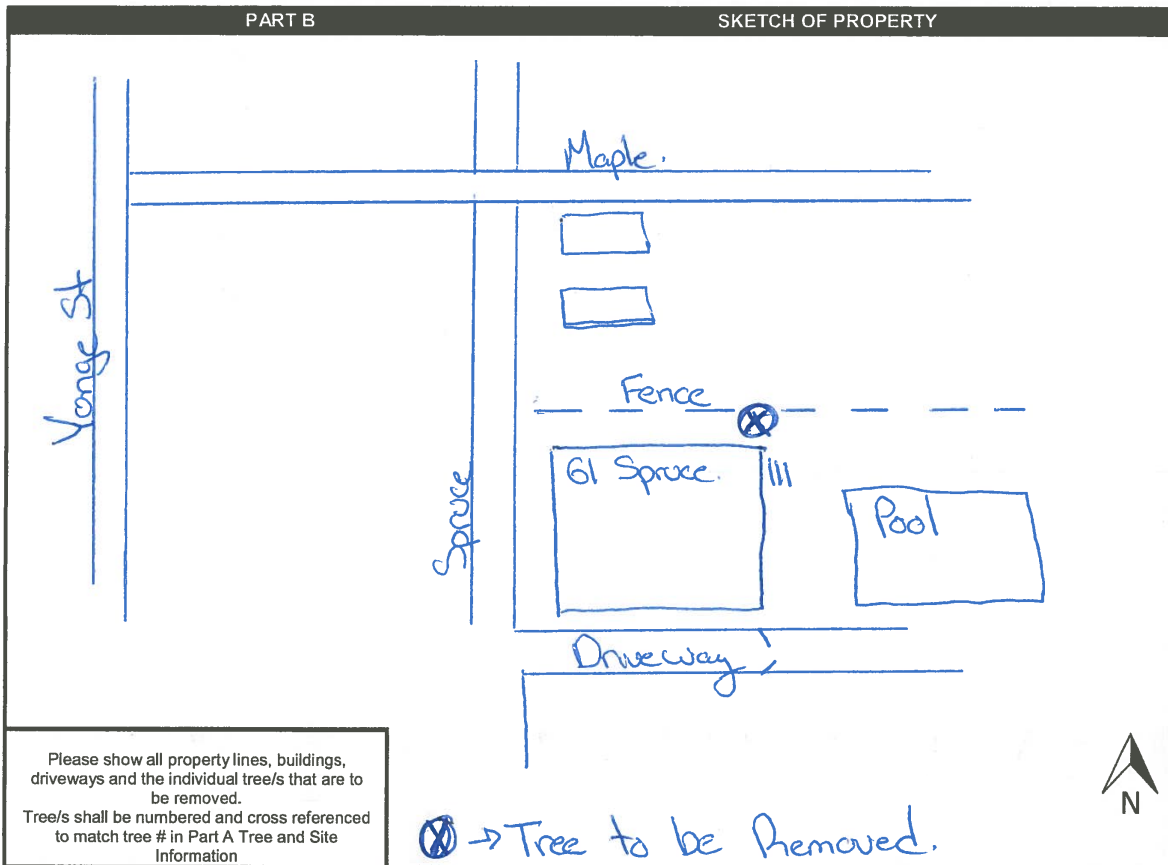 PART B
SKETCH OF PROPERTY
Maple.
Yonge St
Fence
61 Spruce.
Spruce
Pool
Driveway
Please show all property lines, buildings,
driveways and the individual tree/s that are to
be removed.
Tree/s shall be numbered and cross referenced
to match tree # in Part A Tree and Site
Information
N
X → Tree to be Removed.